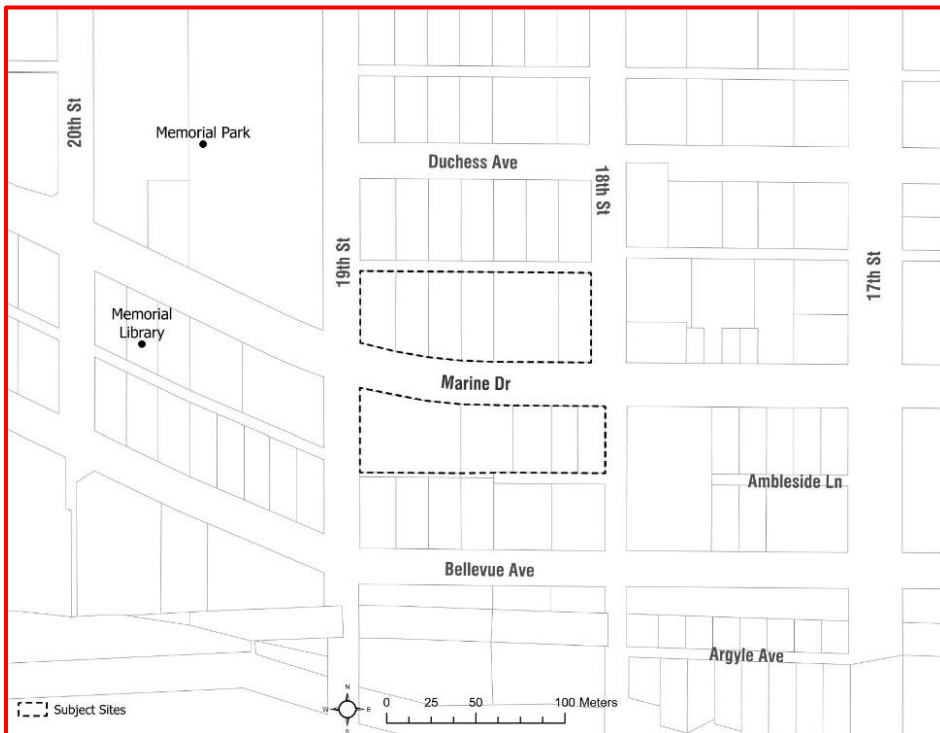 20th St
Memorial Park
Duchess Ave
18th St
19th St
17th St
Memorial
Library
Marine Dr
Ambleside Ln
Bellevue Ave
Argyle Ave
Subject Sites
N
W
E
S
0 25 50 100 Meters